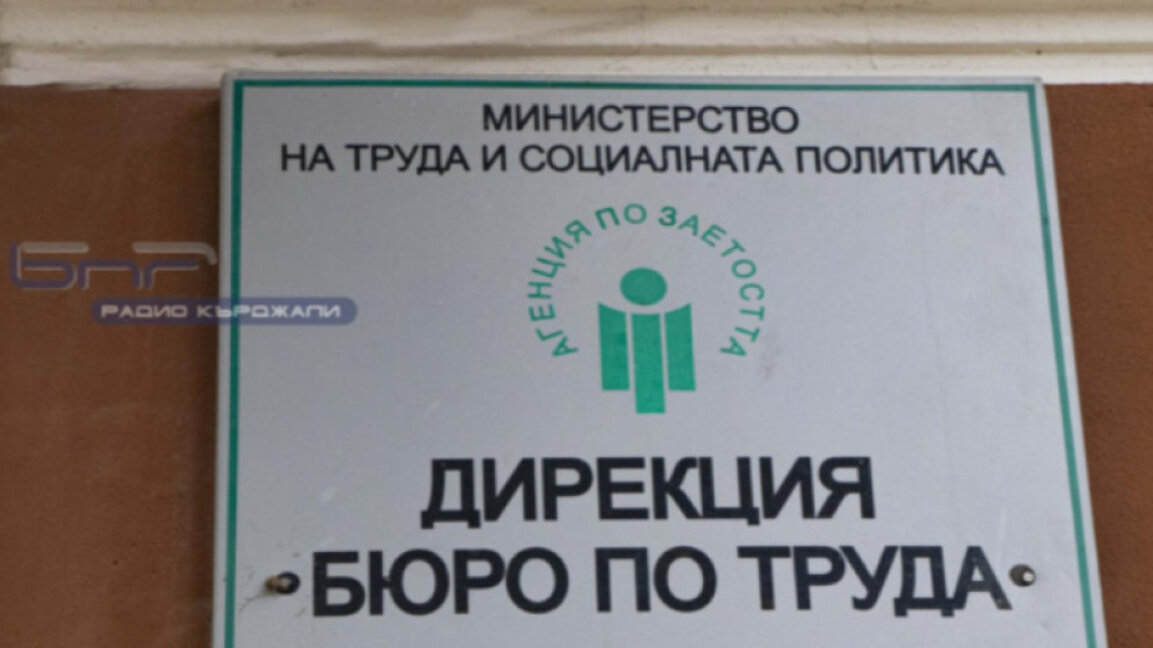 МИНИСТЕРСТВО
НА ТРУДА И СОЦИАЛНАТА ПОЛИТИКА
АГЕНЦИЯ ПО ЗАЕТОСТТА
БНР
РАДИО КЪРДЖАЛИ
ДИРЕКЦИЯ
БЮРО ПО ТРУДА